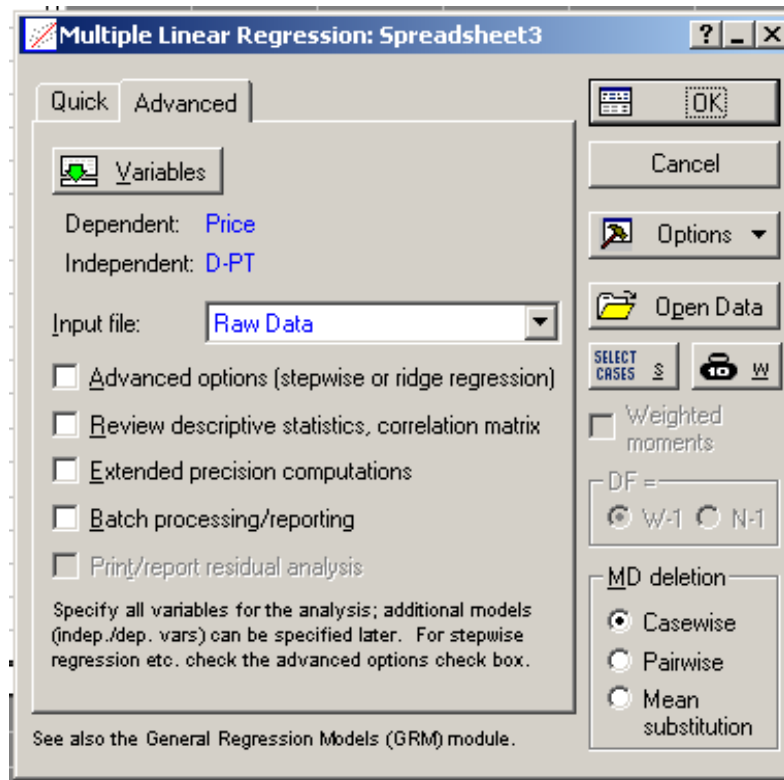 Multiple Linear Regression: Spreadsheet3
Quick Advanced
Variables
Dependent: Price
Independent: D-PT
Input file: Raw Data
Advanced options (stepwise or ridge regression)
Review descriptive statistics, correlation matrix
Extended precision computations
Batch processing/reporting
Print/report residual analysis
Specify all variables for the analysis; additional models
(indep./dep. vars) can be specified later. For stepwise
regression etc. check the advanced options check box.
See also the General Regression Models (GRM) module.
OK
Cancel
Options
Open Data
SELECT
CASES S
10 W
Weighted
moments
DF =
W-1 N-1
MD deletion
Casewise
Pairwise
Mean
substitution